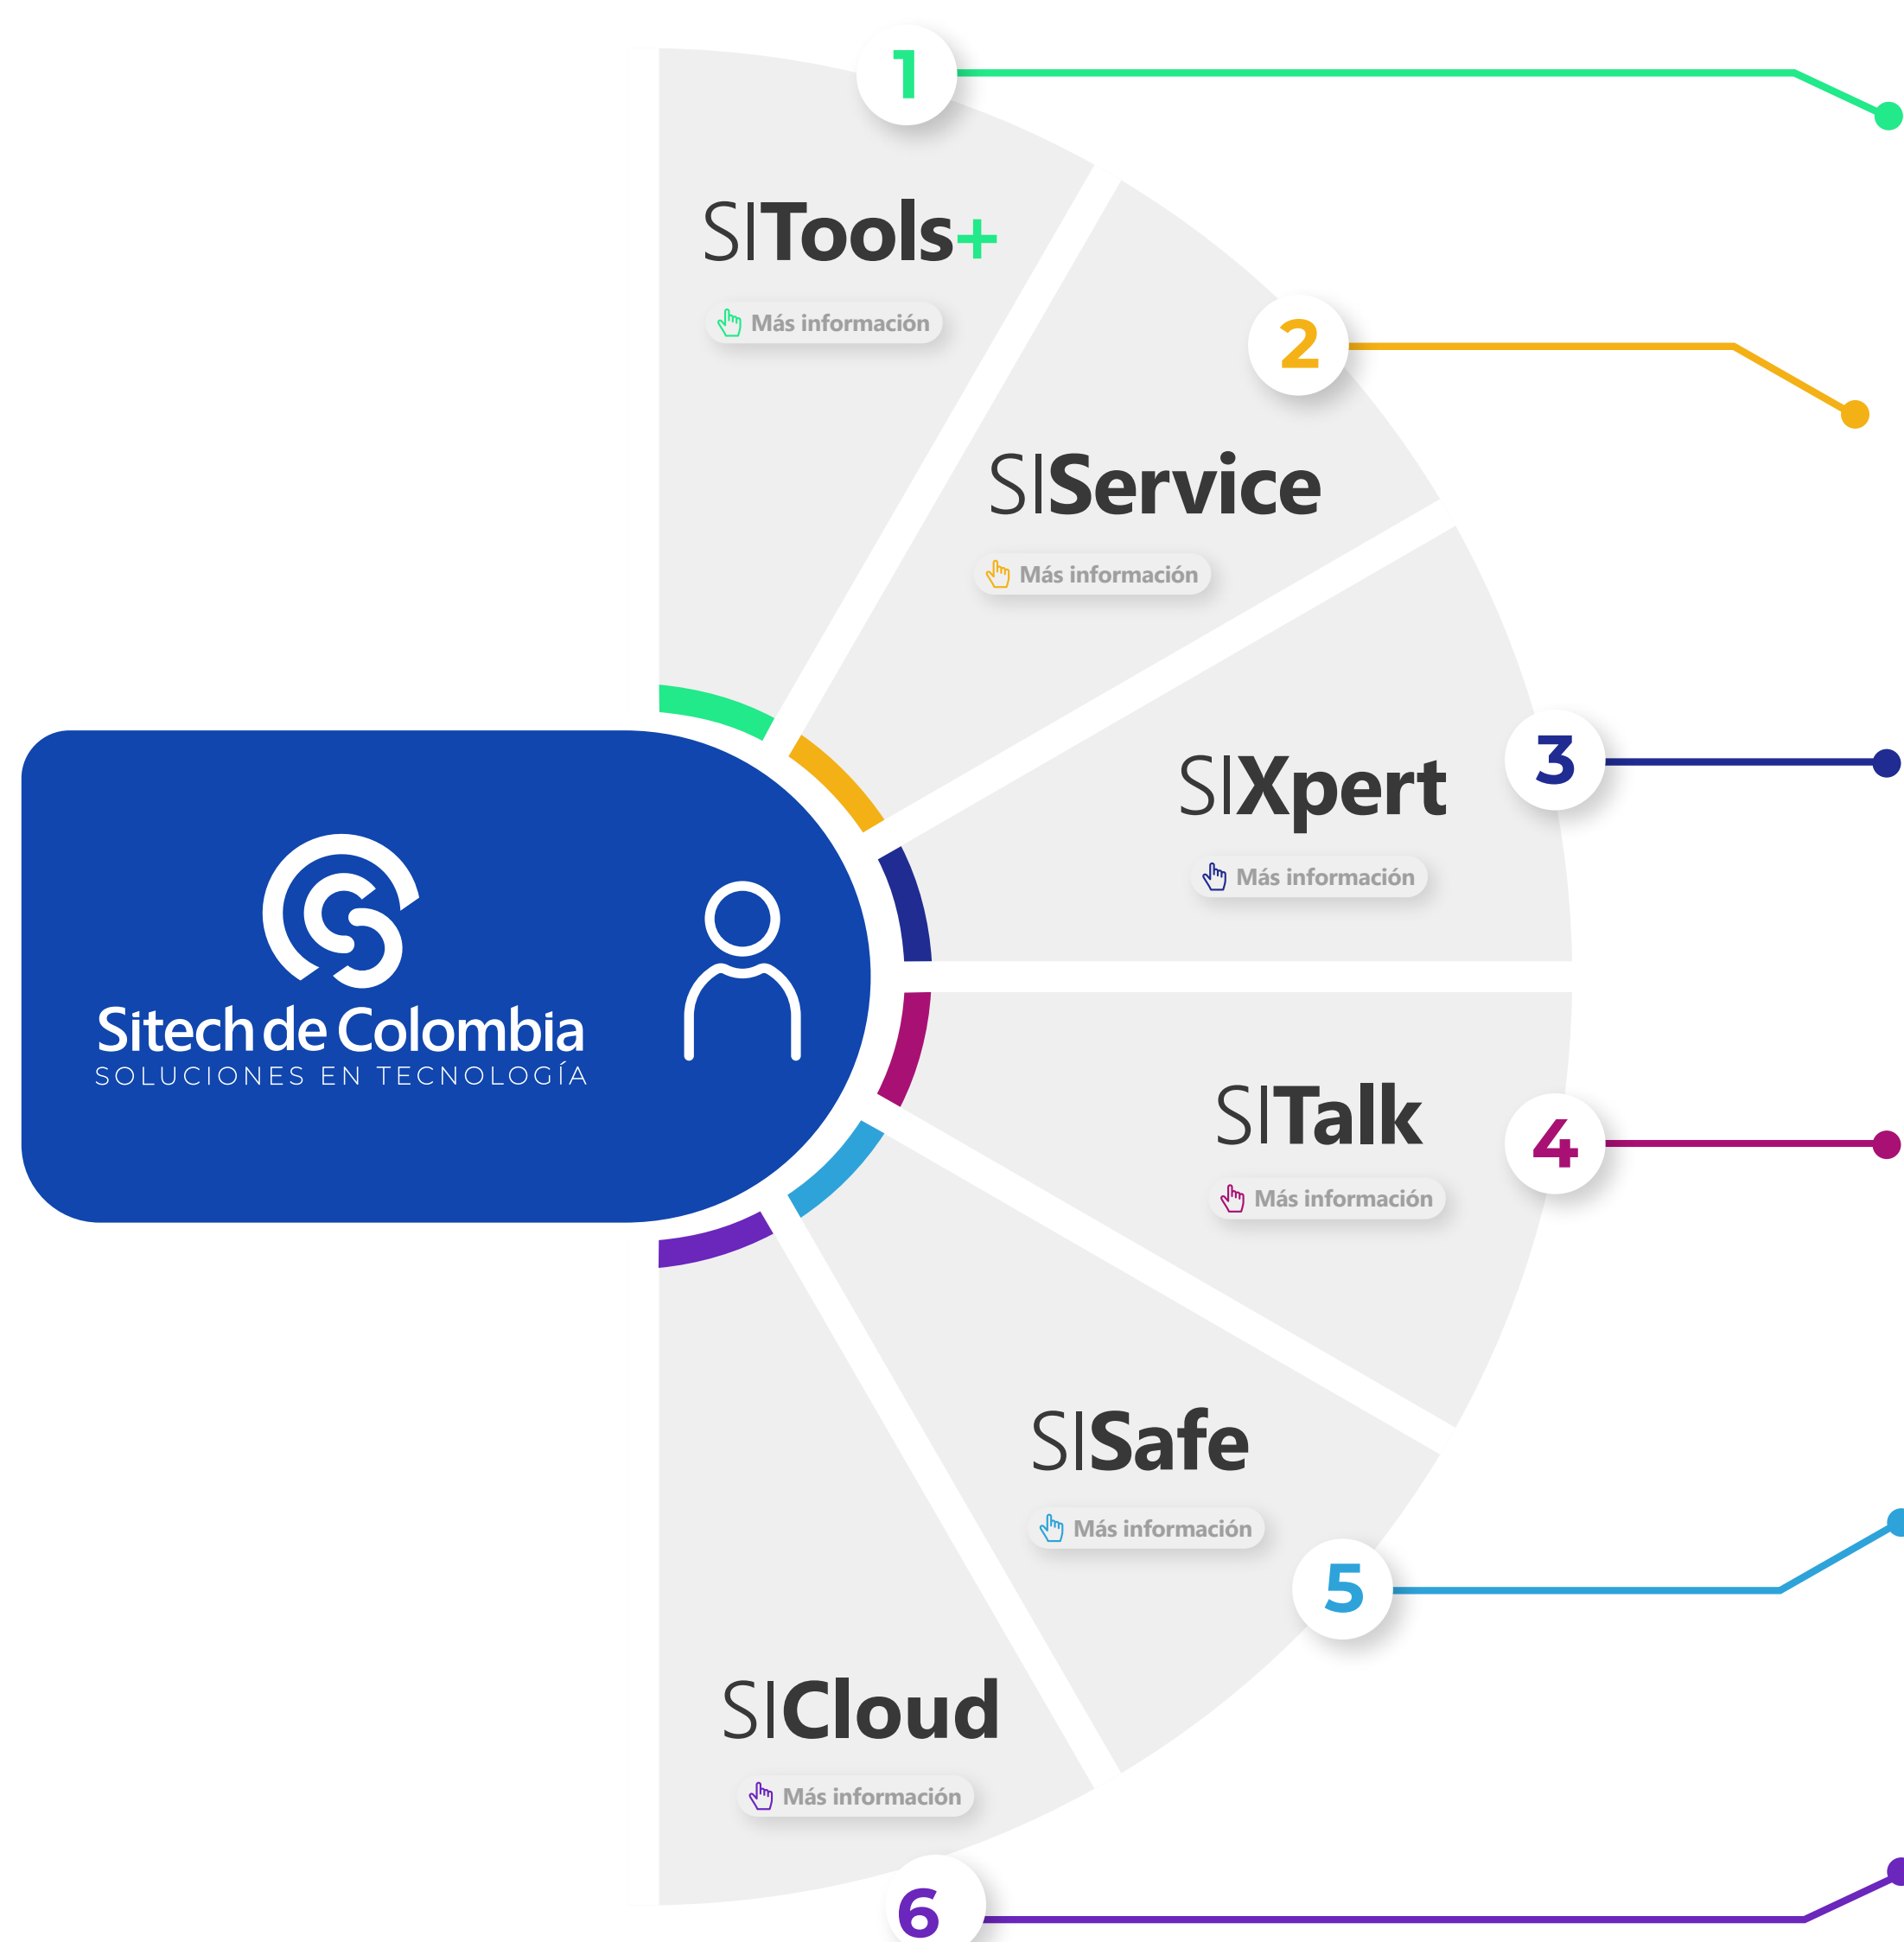 1
SITools+
Más información
2
SIService
Más información
3
SIXpert
Más información
Sitech de Colombia
SOLUCIONES EN TECNOLOGÍA
4
SITalk
Más información
SISafe
Más información
5
SICloud
Más información
6